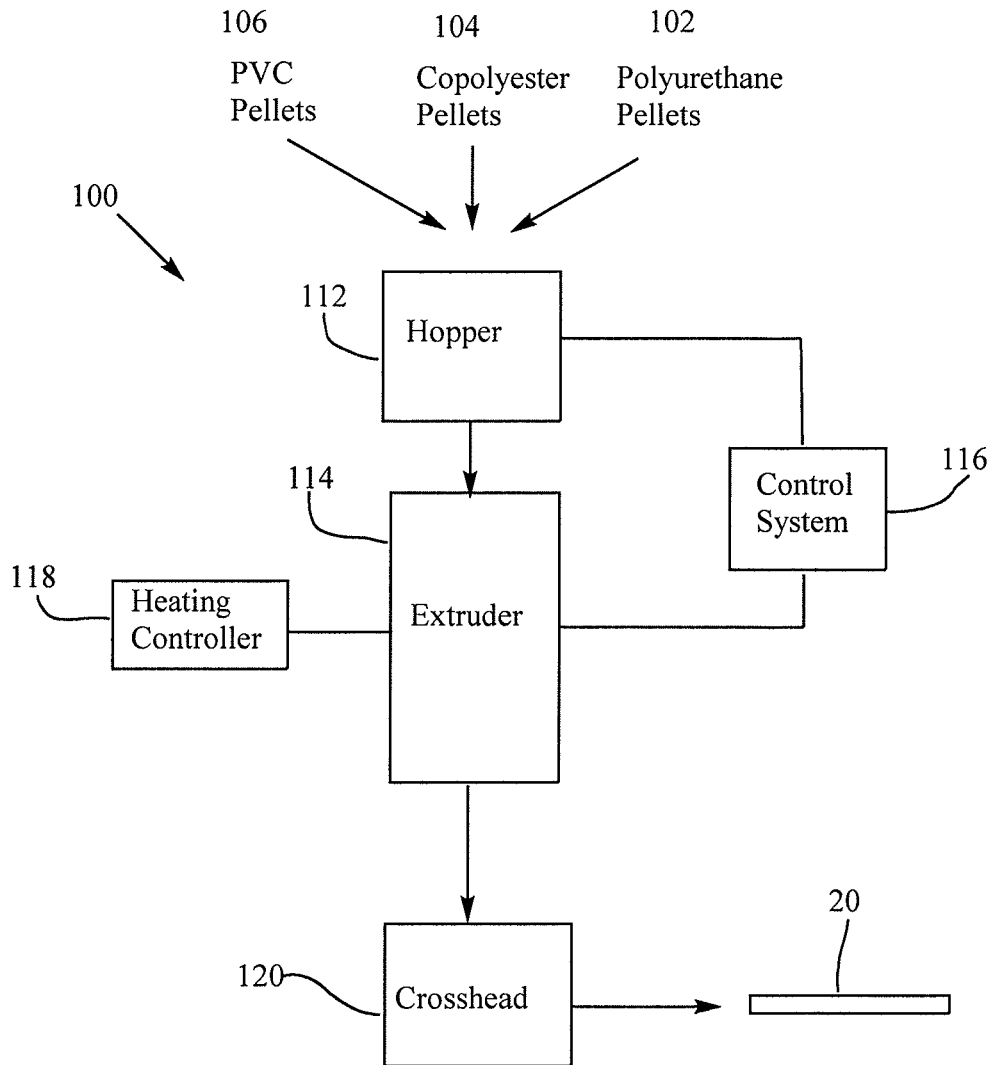 106
104
102
PVC
Pellets
Copolyester
Pellets
Polyurethane
Pellets
100
112
Hopper
114
Control
System
116
118
Heating
Controller
Extruder
20
120
Crosshead